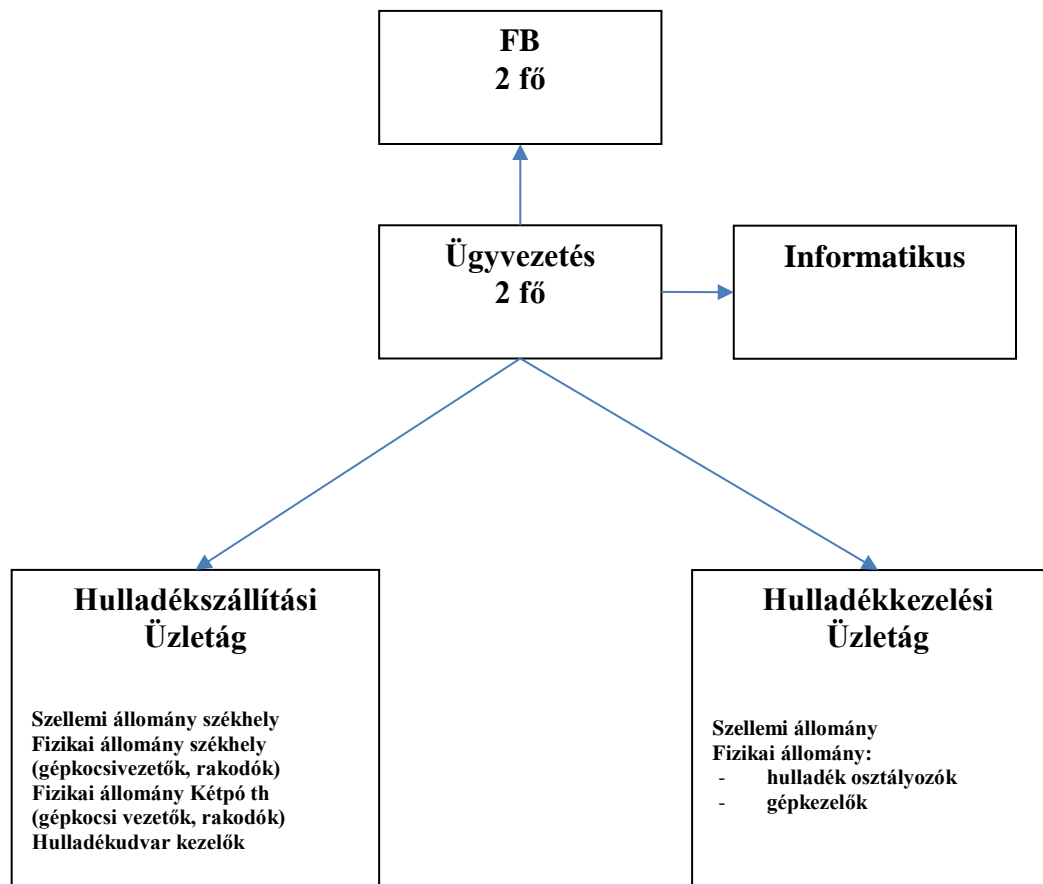 FB
2 fő
Ügyvezetés
2 fő
Informatikus
Hulladékszállítási
Üzletág
Szellemi állomány székhely
Fizikai állomány székhely
(gépkocsivezetők, rakodók)
Fizikai állomány Kétpó th
(gépkocsi vezetők, rakodók)
Hulladékudvar kezelők
Hulladékkezelési
Üzletág
Szellemi állomány
Fizikai állomány:
- hulladék osztályozók
- gépkezelők